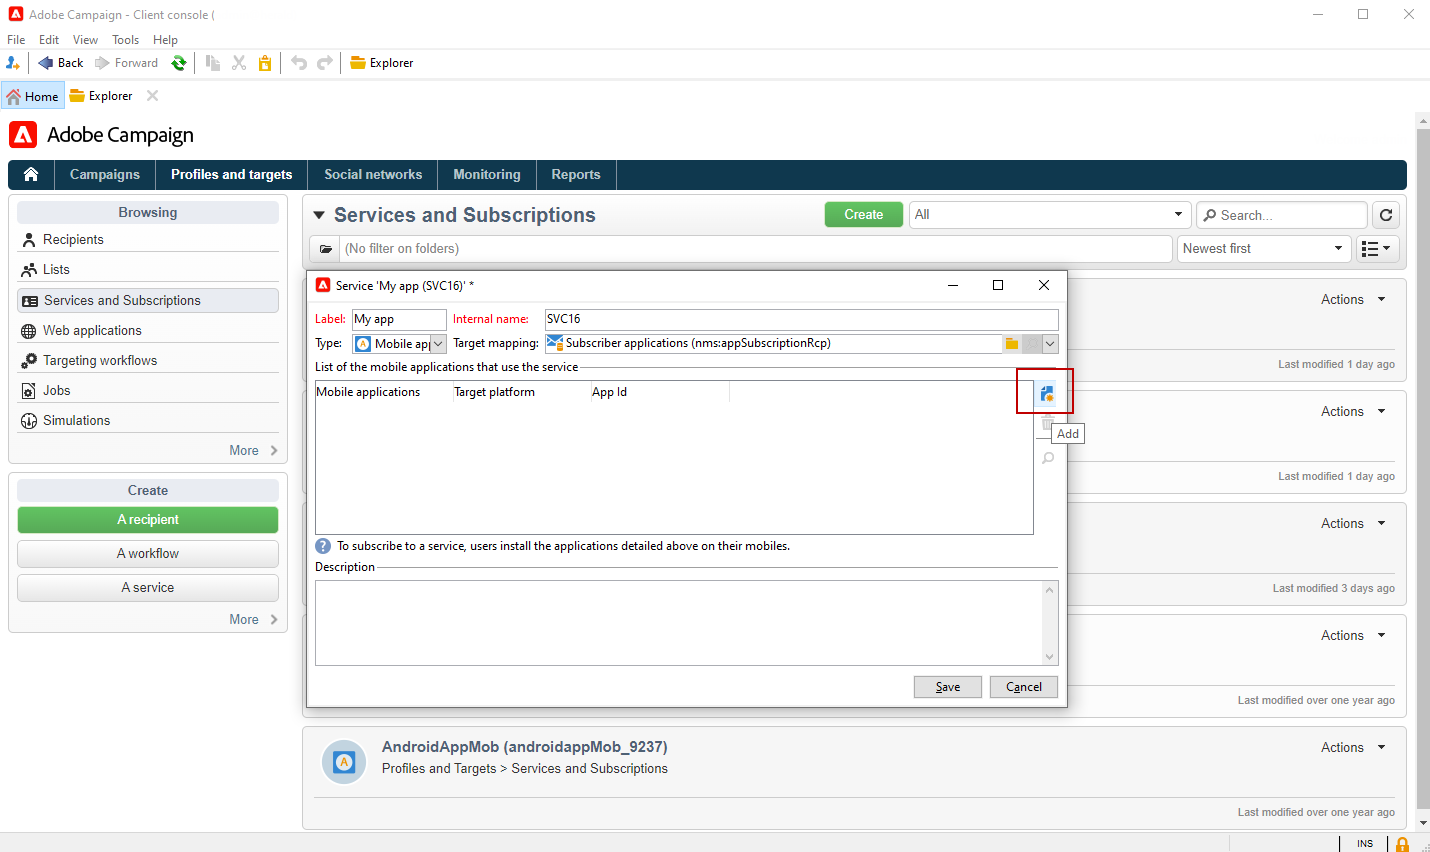 Adobe Campaign - Client console (
File Edit View Tools Help
Back Forward Explorer
Home Explorer
Adobe Campaign
Campaigns Profiles and targets Social networks Monitoring Reports
Browsing
Recipients
Lists
Services and Subscriptions
Web applications
Targeting workflows
Jobs
Simulations
More
Create
A recipient
A workflow
A service
More
Services and Subscriptions Create All Search...
(No filter on folders) Newest first
Service 'My app (SVC16)' *
Label: My app Internal name: SVC16
Type: Mobile ap Target mapping: Subscriber applications (nms:appSubscriptionRcp)
List of the mobile applications that use the service
Mobile applications Target platform App Id
Add
To subscribe to a service, users install the applications detailed above on their mobiles.
Description
Save Cancel
Actions
Last modified 1 day ago
Actions
Last modified 1 day ago
Actions
Last modified 3 days ago
Actions
Last modified over one year ago
AndroidAppMob (androidappMob_9237) Actions
Profiles and Targets > Services and Subscriptions
Last modified over one year ago
INS